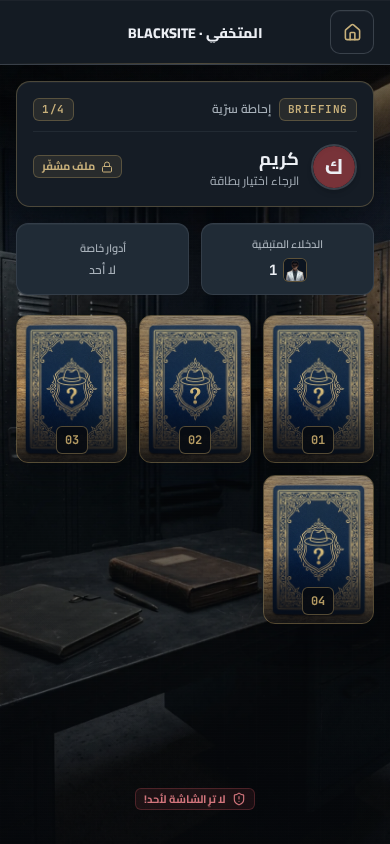 المتخفي · BLACKSITE
BRIEFING إحاطة سرّية 1/4
ك
كريم
الرجاء اختيار بطاقة
ملف مشفّر
الدخلاء المتبقية
1
أدوار خاصة
لا أحد
01
02
03
04
لا ترِ الشاشة لأحد!